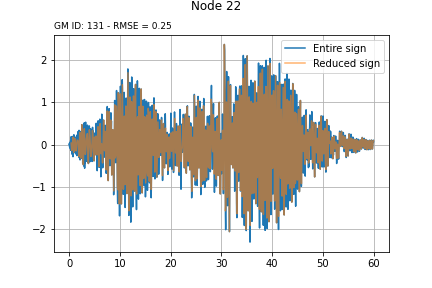 Node 22
GM ID: 131 - RMSE = 0.25
Entire sign
Reduced sign
2
1
0
−1
−2
0 10 20 30 40 50 60